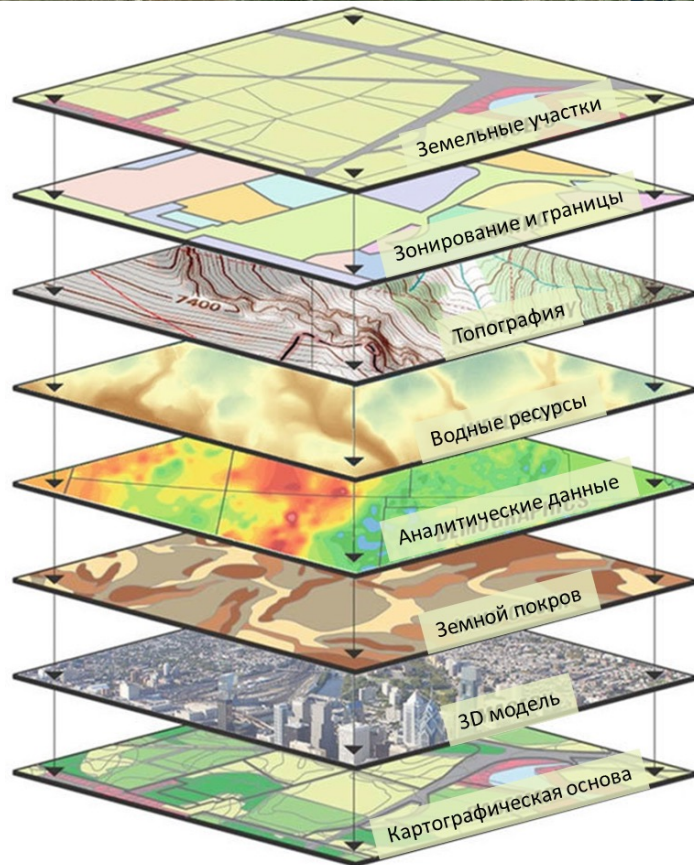 Земельные участки
Зонирование и границы
7400
Топография
Водные ресурсы
Аналитические данные
DEMOGRAPHICS
Земной покров
3D модель
Картографическая основа